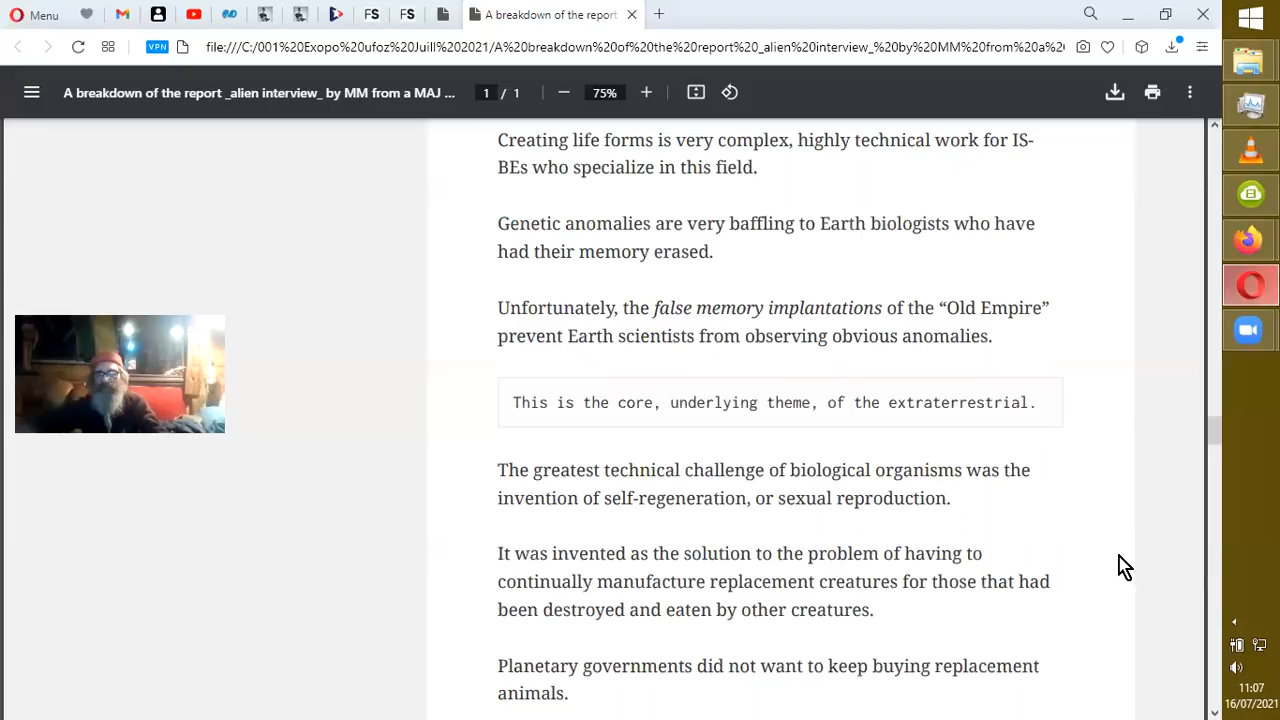 Menu
FS
FS
A breakdown of the report
VPN
file:///C:/001%20Exopo%20ufoz%20Juill%202021/A%20breakdown%20of%20the%20report%20_alien%20interview_%20by%20MM%20from%20a%2(
A breakdown of the report _alien interview_ by MM from a MAJ ...
1 / 1
75%
Creating life forms is very complex, highly technical work for IS-
BEs who specialize in this field.
Genetic anomalies are very baffling to Earth biologists who have
had their memory erased.
Unfortunately, the false memory implantations of the “Old Empire”
prevent Earth scientists from observing obvious anomalies.
This is the core, underlying theme, of the extraterrestrial.
The greatest technical challenge of biological organisms was the
invention of self-regeneration, or sexual reproduction.
It was invented as the solution to the problem of having to
continually manufacture replacement creatures for those that had
been destroyed and eaten by other creatures.
Planetary governments did not want to keep buying replacement
animals.
11:07
16/07/2021